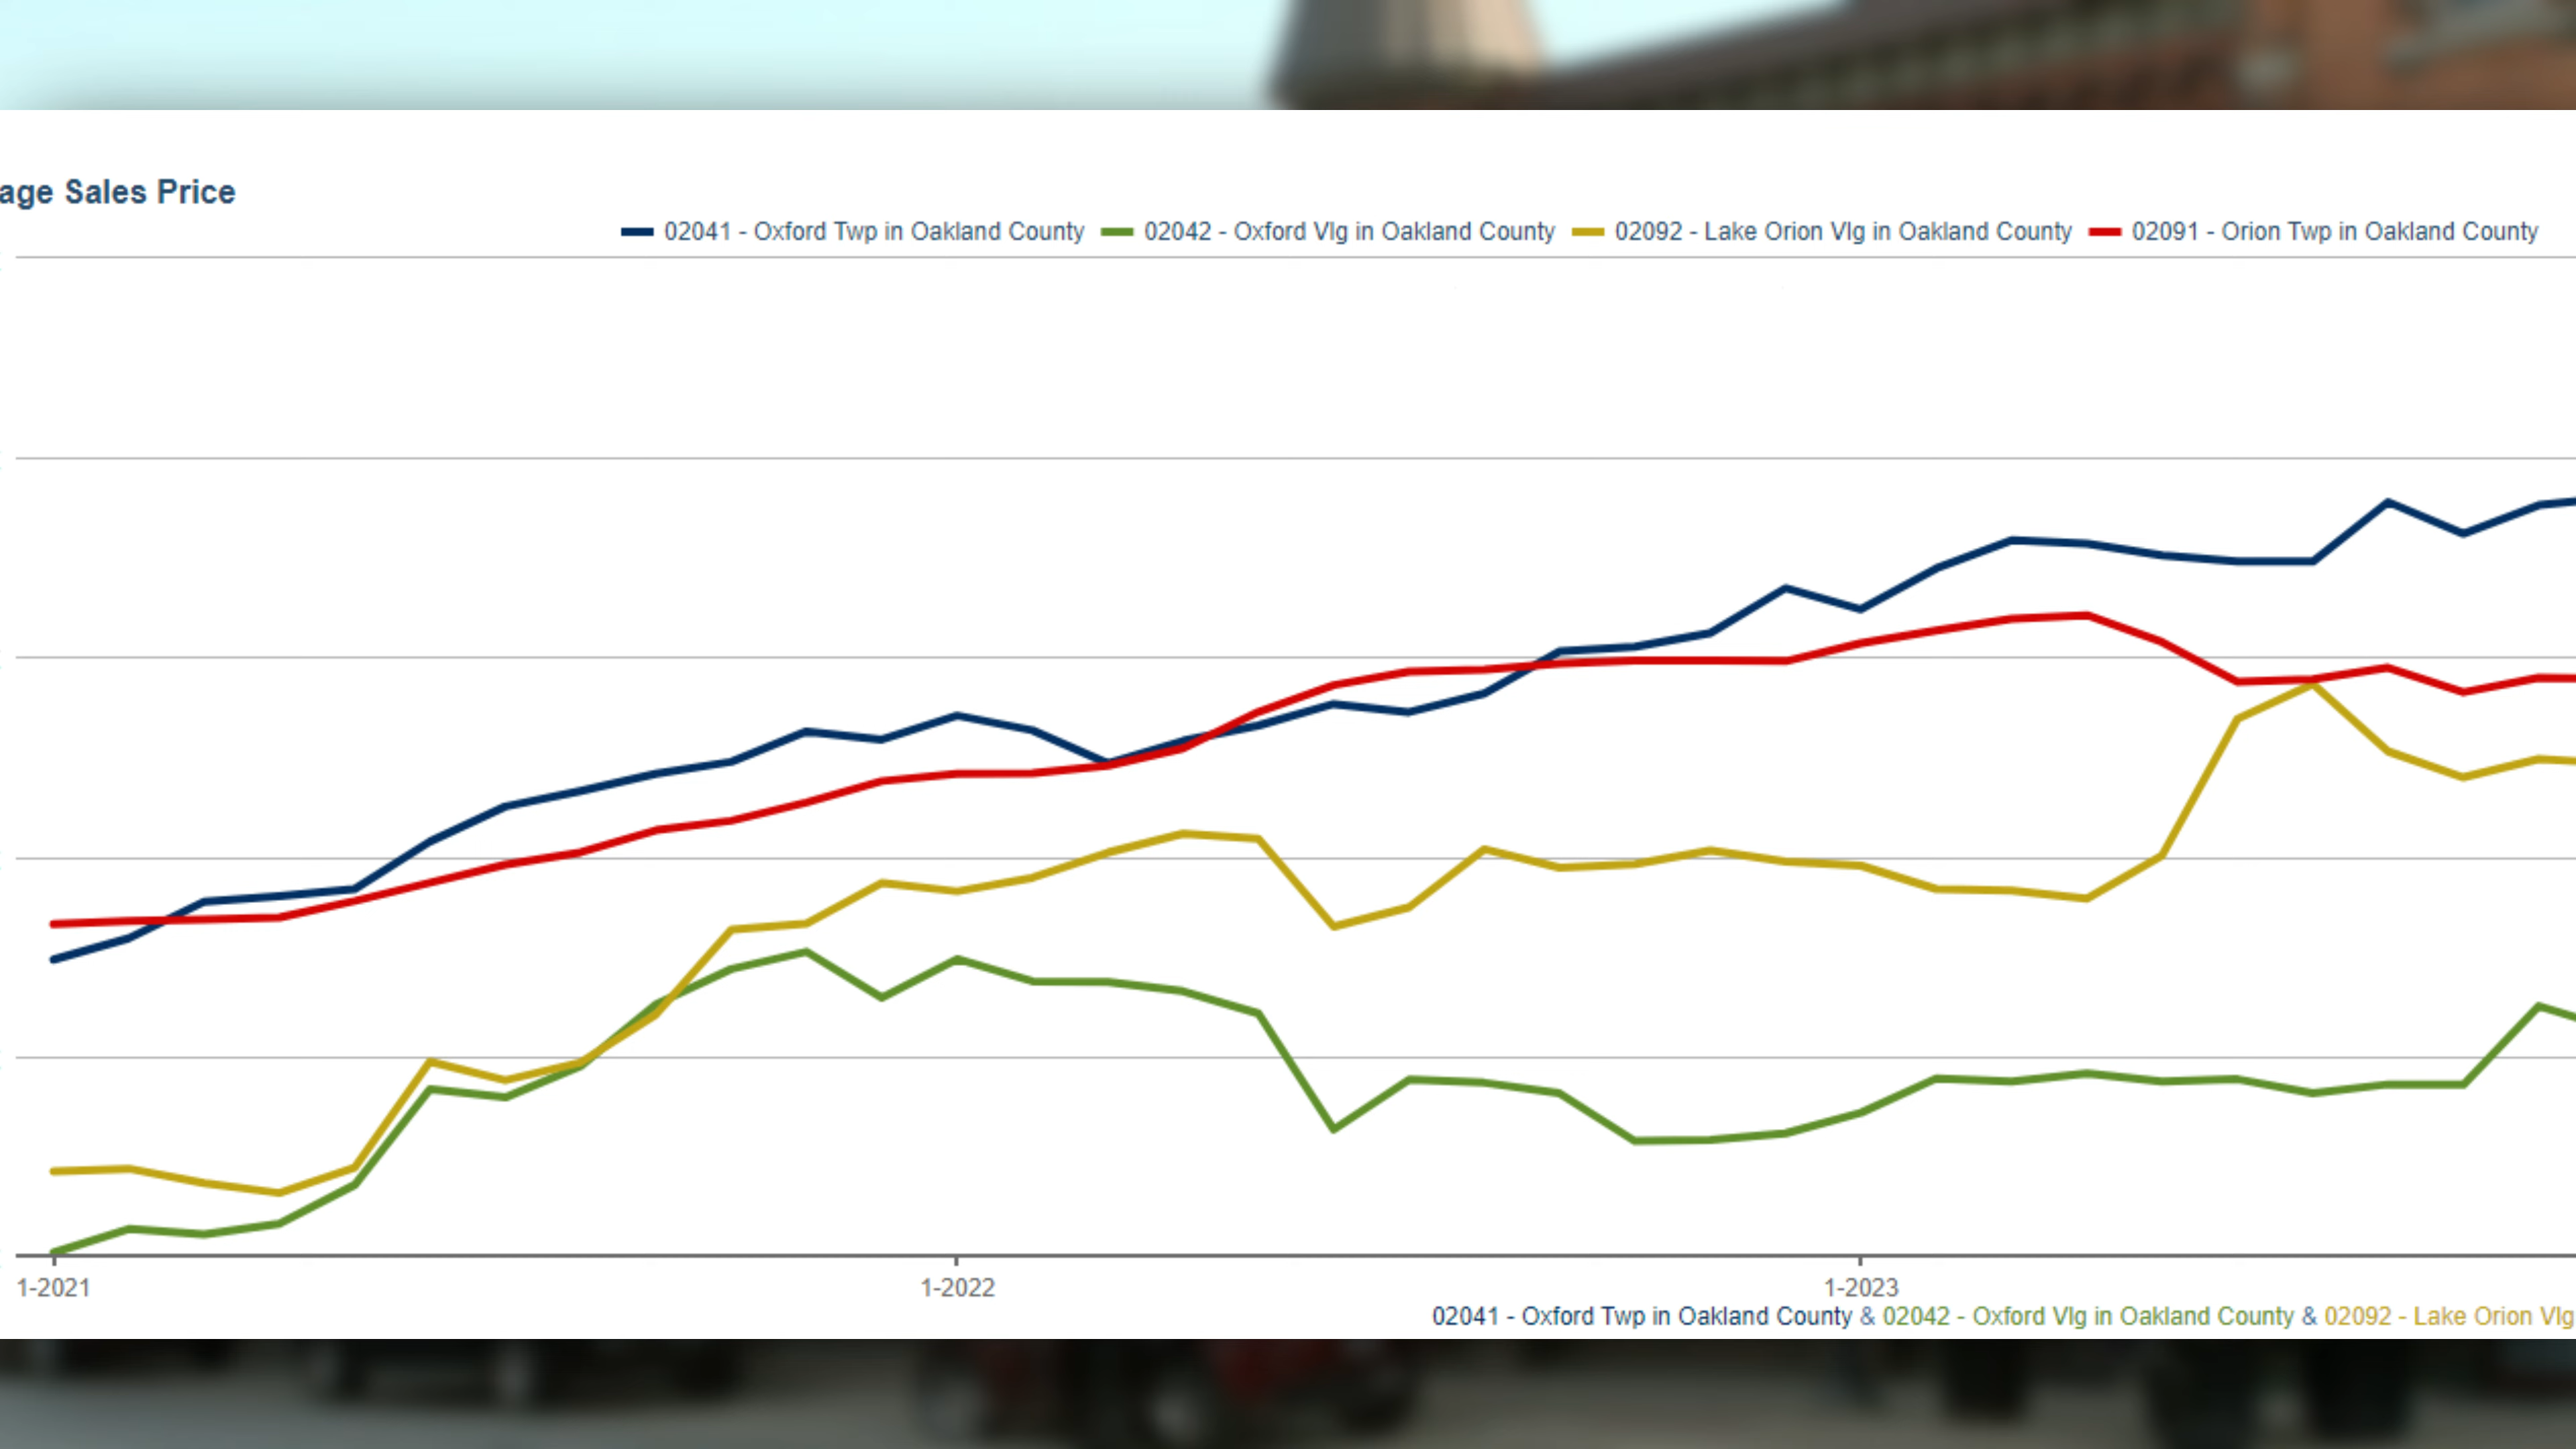 age Sales Price
02041 - Oxford Twp in Oakland County 02042 - Oxford Vlg in Oakland County 02092 - Lake Orion Vlg in Oakland County 02091 - Orion Twp in Oakland County
1-2021 1-2022 1-2023
02041 - Oxford Twp in Oakland County & 02042 - Oxford Vlg in Oakland County & 02092 - Lake Orion Vlg